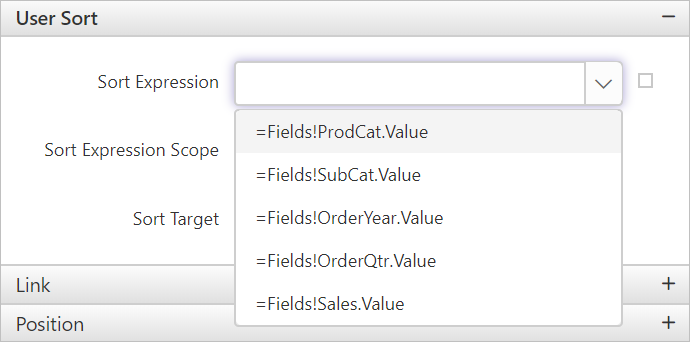 User Sort
Sort Expression
=Fields!ProdCat.Value
Sort Expression Scope
=Fields!SubCat.Value
Sort Target
=Fields!OrderYear.Value
=Fields!OrderQtr.Value
Link
=Fields!Sales.Value
Position